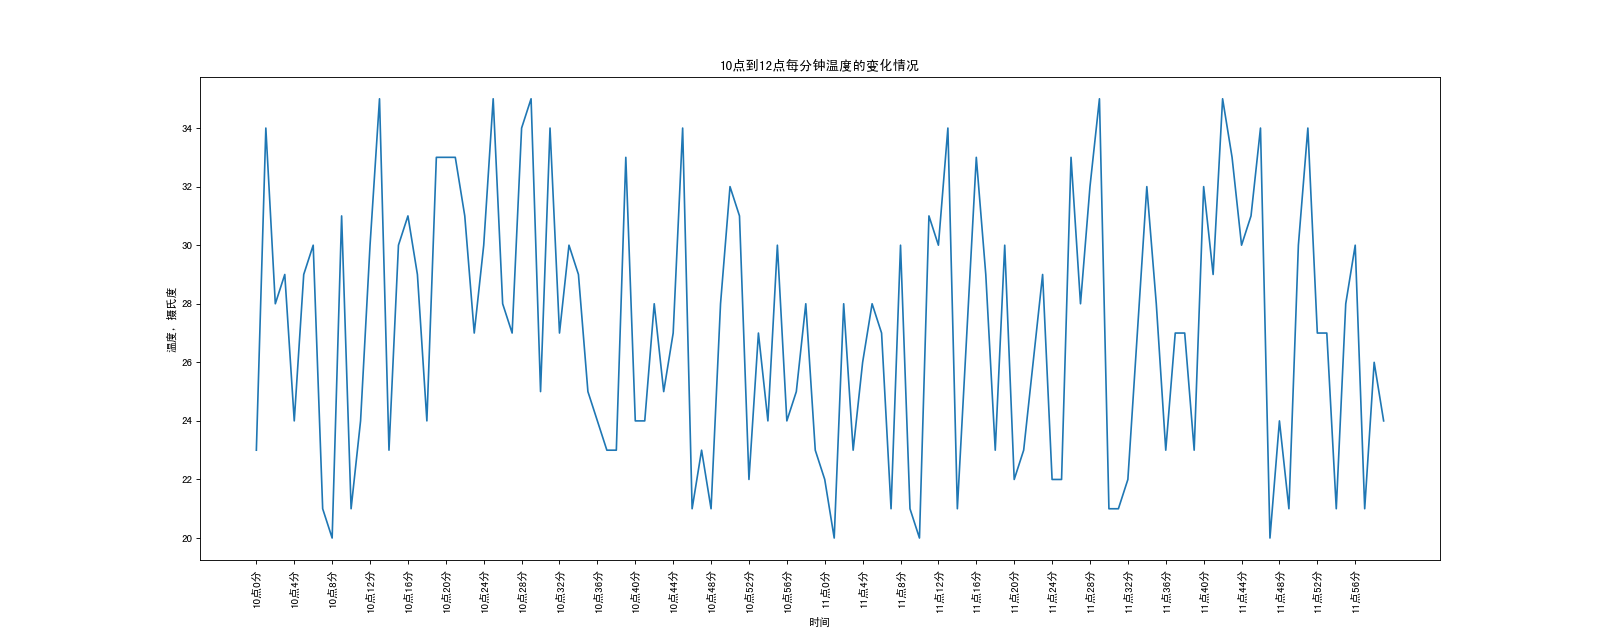 10点到12点每分钟温度的变化情况
温度，摄氏度
34
32
30
28
26
24
22
20
10点0分
10点4分
10点8分
10点12分
10点16分
10点20分
10点24分
10点28分
10点32分
10点36分
10点40分
10点44分
10点48分
10点52分
10点56分
11点0分
11点4分
11点8分
11点12分
11点16分
11点20分
11点24分
11点28分
11点32分
11点36分
11点40分
11点44分
11点48分
11点52分
11点56分
时间